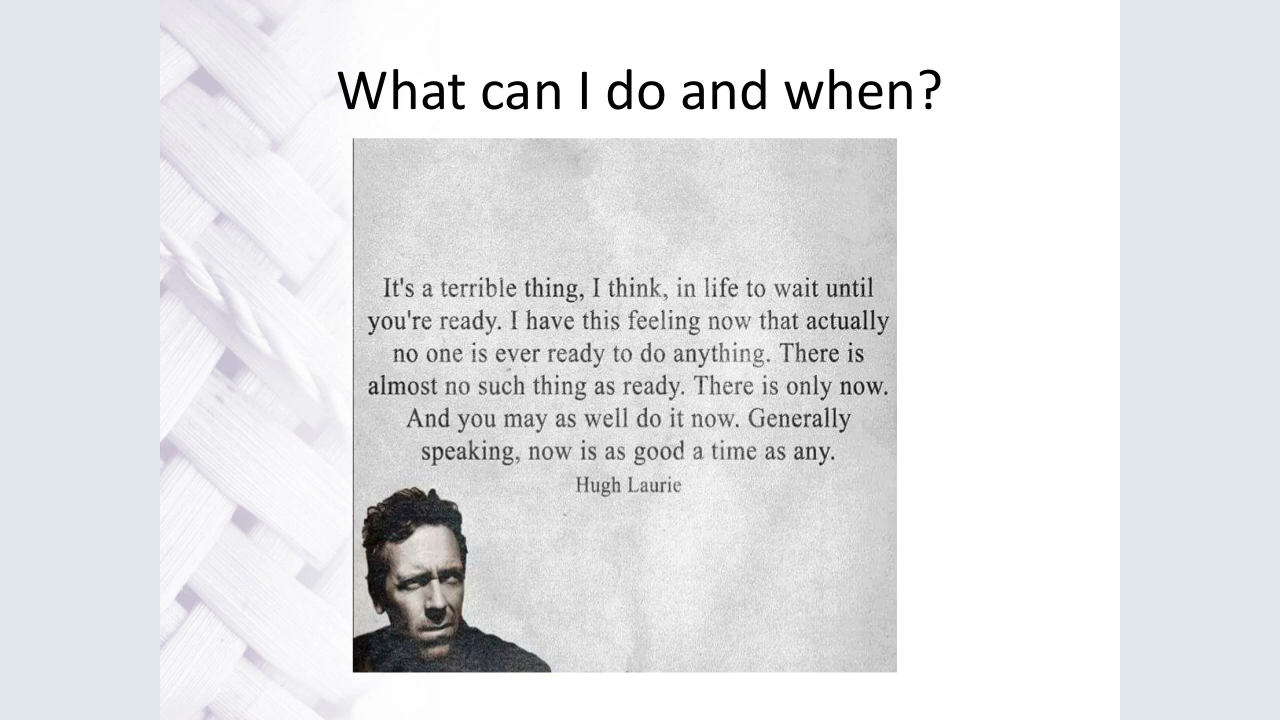 What can I do and when?
It's a terrible thing, I think, in life to wait until
you're ready. I have this feeling now that actually
no one is ever ready to do anything. There is
almost no such thing as ready. There is only now.
And you may as well do it now. Generally
speaking, now is as good a time as any.
Hugh Laurie